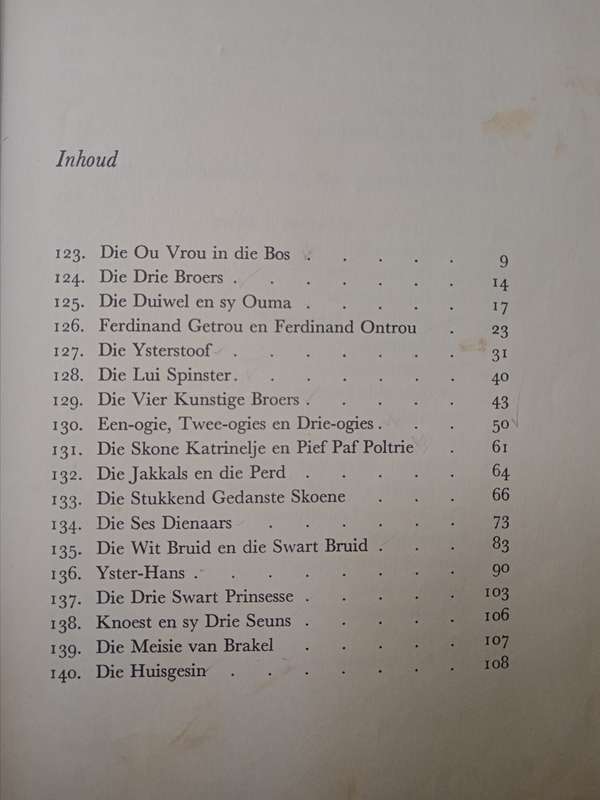 Inhoud
123. Die Ou Vrou in die Bos . . . . . 9
124. Die Drie Broers . . . . . . . 14
125. Die Duiwel en sy Ouma . . . . . 17
126. Ferdinand Getrou en Ferdinand Ontrou . 23
127. Die Ysterstoof . . . . . . . 31
128. Die Lui Spinster . . . . . . . 40
129. Die Vier Kunstige Broers . . . . . 43
130. Een-ogie, Twee-ogies en Drie-ogies . . . 50
131. Die Skone Katrinelje en Pief Paf Poltrie . 61
132. Die Jakkals en die Perd . . . . . 64
133. Die Stukkend Gedanste Skoene . . . 66
134. Die Ses Dienaars . . . . . . 73
135. Die Wit Bruid en die Swart Bruid . . . 83
136. Yster-Hans . . . . . . . . 90
137. Die Drie Swart Prinsesse . . . . . 103
138. Knoest en sy Drie Seuns . . . . . 106
139. Die Meisie van Brakel . . . . . 107
140. Die Huisgesin . . . . . . . 108